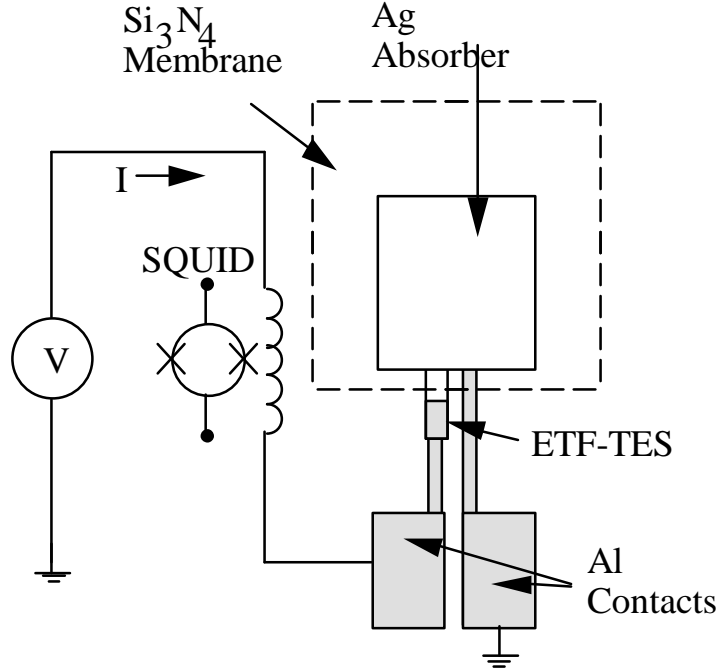 Si3N4
Membrane
Ag
Absorber
I
SQUID
V
ETF-TES
Al
Contacts